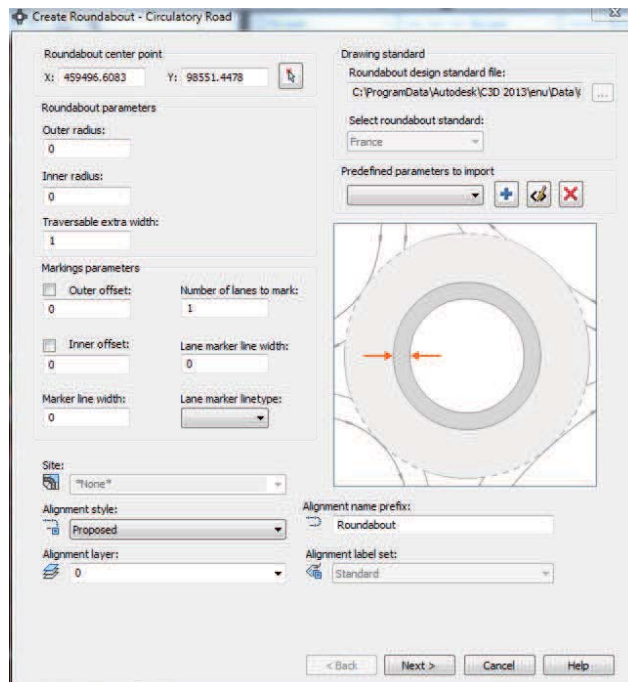 Create Roundabout - Circulatory Road
Roundabout center point
X: 459496.6083 Y: 98551.4478
Roundabout parameters
Outer radius:
0
Inner radius:
0
Traversable extra width:
1
Markings parameters
Outer offset:
0
Number of lanes to mark:
1
Inner offset:
0
Lane marker line width:
0
Marker line width:
0
Lane marker linetype:
Drawing standard
Roundabout design standard file:
C:\ProgramData\Autodesk\C3D 2013\enu\Data\
...
Select roundabout standard:
France
Predefined parameters to import
Site:
*None*
Alignment style:
Proposed
Alignment layer:
0
Alignment name prefix:
Roundabout
Alignment label set:
Standard
< Back
Next >
Cancel
Help